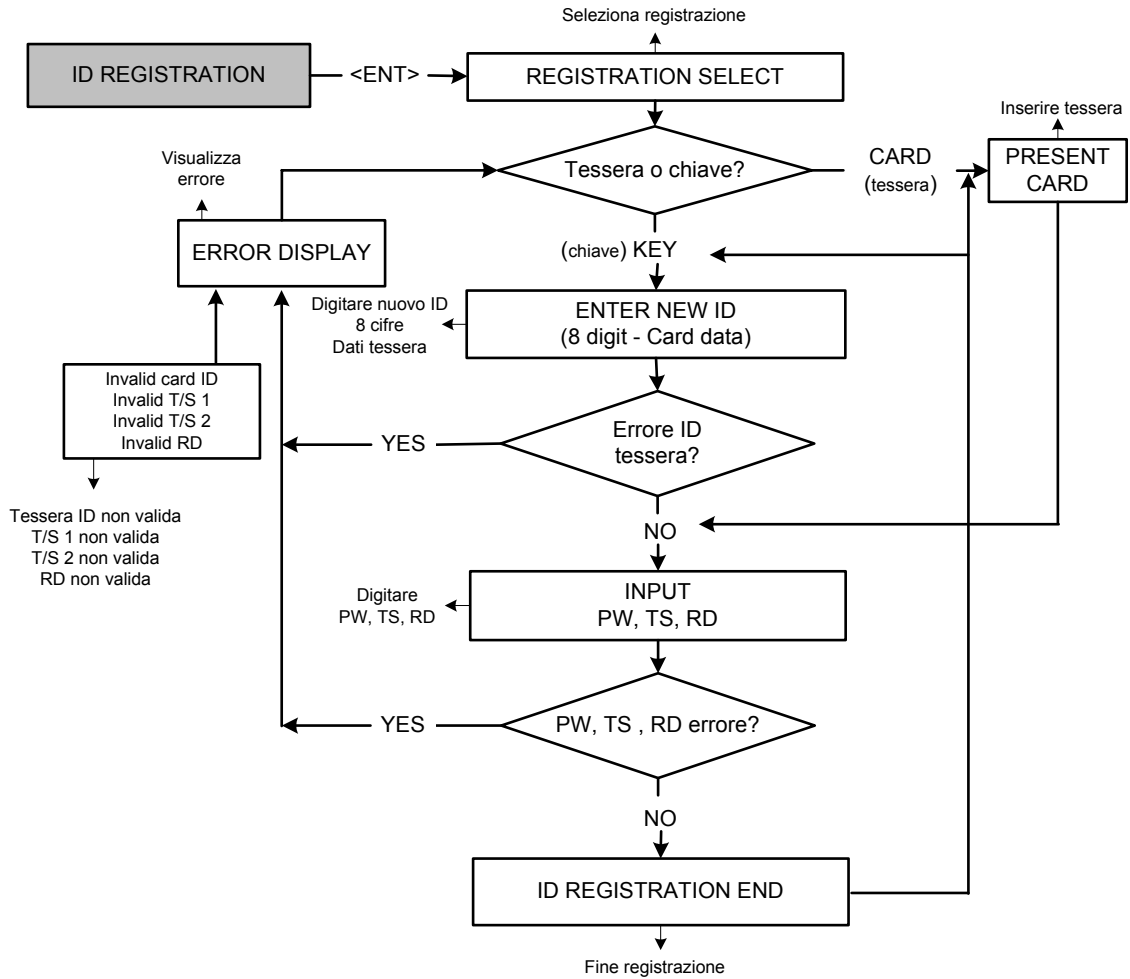 Seleziona registrazione
ID REGISTRATION
<ENT>
REGISTRATION SELECT
Inserire tessera
Visualizza
errore
Tessera o chiave?
CARD
(tessera)
PRESENT
CARD
ERROR DISPLAY
(chiave) KEY
Digitare nuovo ID
8 cifre
Dati tessera
ENTER NEW ID
(8 digit - Card data)
Invalid card ID
Invalid T/S 1
Invalid T/S 2
Invalid RD
YES
Errore ID
tessera?
Tessera ID non valida
T/S 1 non valida
T/S 2 non valida
RD non valida
NO
Digitare
PW, TS, RD
INPUT
PW, TS, RD
YES
PW, TS , RD errore?
NO
ID REGISTRATION END
Fine registrazione